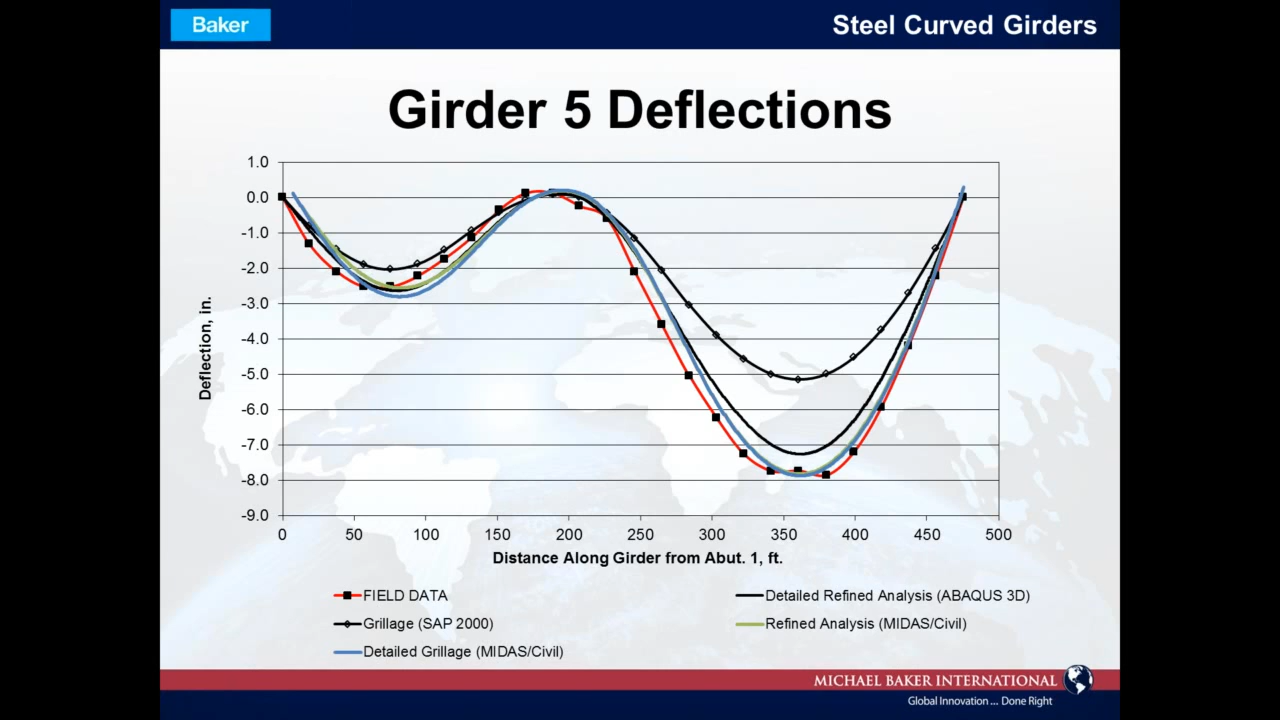 Baker
Steel Curved Girders
Girder 5 Deflections
1.0
0.0
-1.0
-2.0
-3.0
-4.0
-5.0
-6.0
-7.0
-8.0
-9.0
Deflection, in.
0 50 100 150 200 250 300 350 400 450 500
Distance Along Girder from Abut. 1, ft.
FIELD DATA
Detailed Refined Analysis (ABAQUS 3D)
Grillage (SAP 2000)
Refined Analysis (MIDAS/Civil)
Detailed Grillage (MIDAS/Civil)
MICHAEL BAKER INTERNATIONAL
Global Innovation ... Done Right